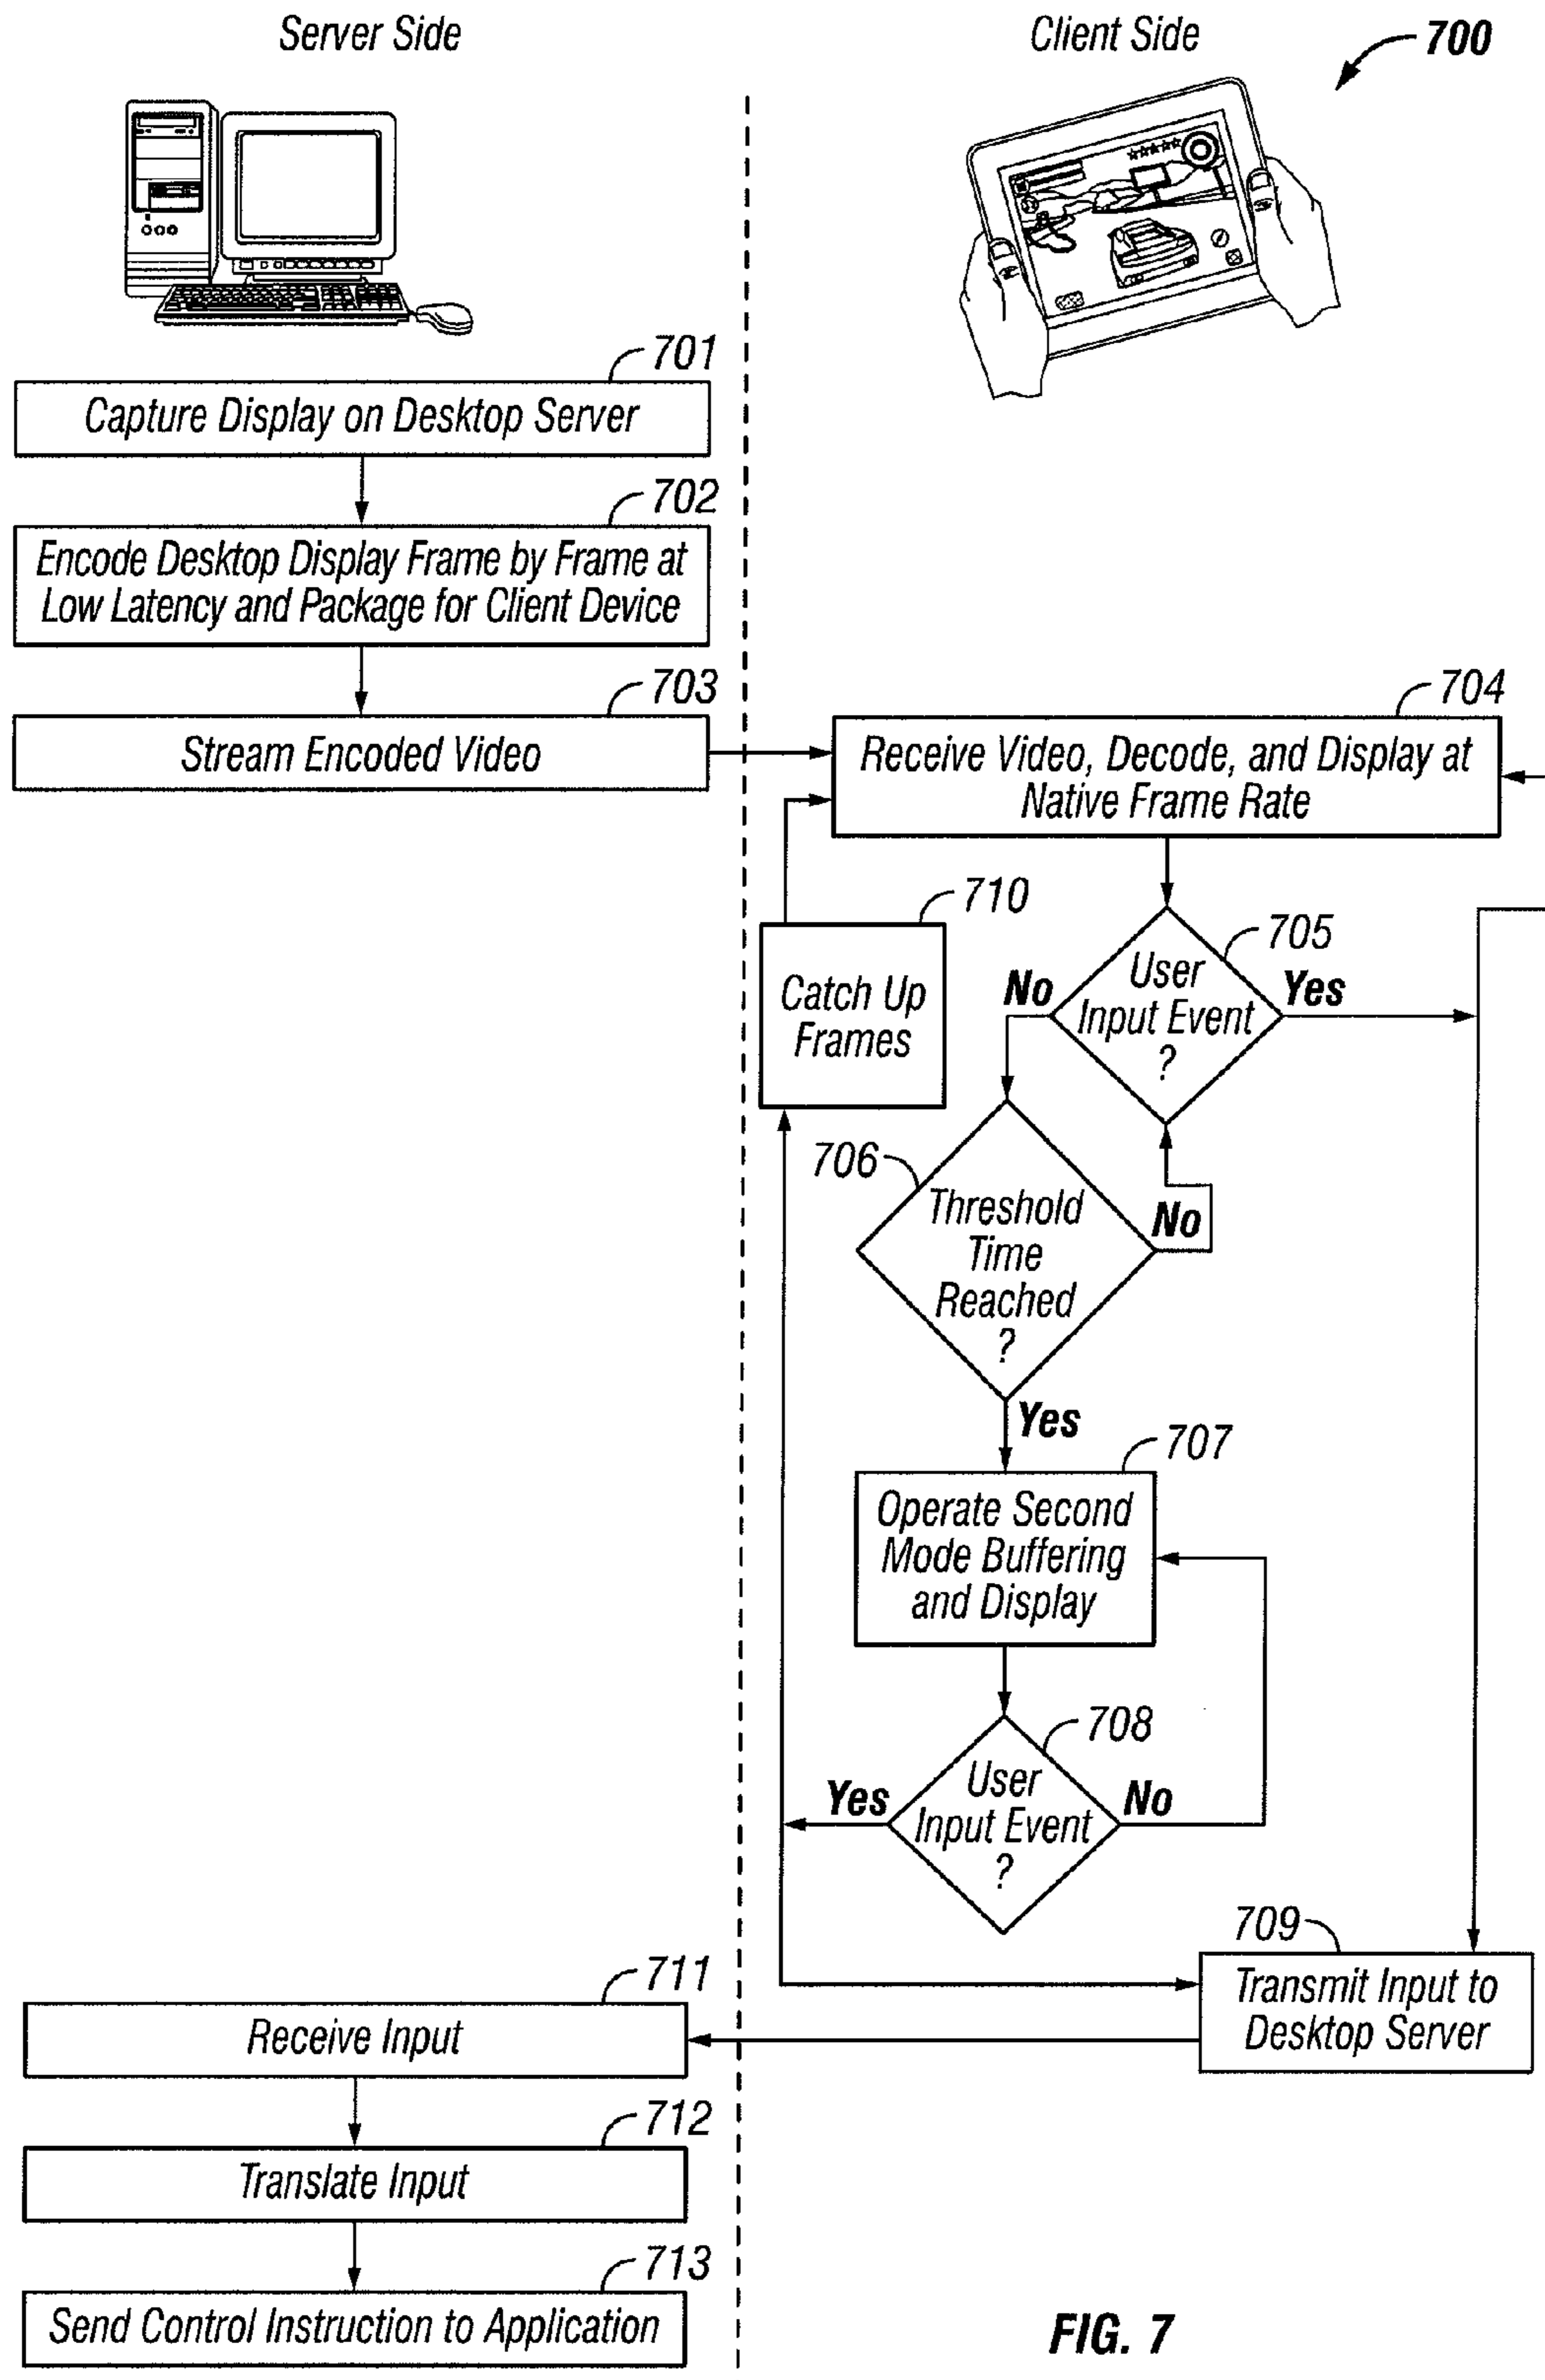 Server Side
Client Side
700
701
Capture Display on Desktop Server
702
Encode Desktop Display Frame by Frame at
Low Latency and Package for Client Device
703
Stream Encoded Video
704
Receive Video, Decode, and Display at
Native Frame Rate
710
Catch Up
Frames
705
User
Input Event
?
No
Yes
706
Threshold
Time
Reached
?
No
Yes
707
Operate Second
Mode Buffering
and Display
708
User
Input Event
?
Yes
No
709
Transmit Input to
Desktop Server
711
Receive Input
712
Translate Input
713
Send Control Instruction to Application
FIG. 7